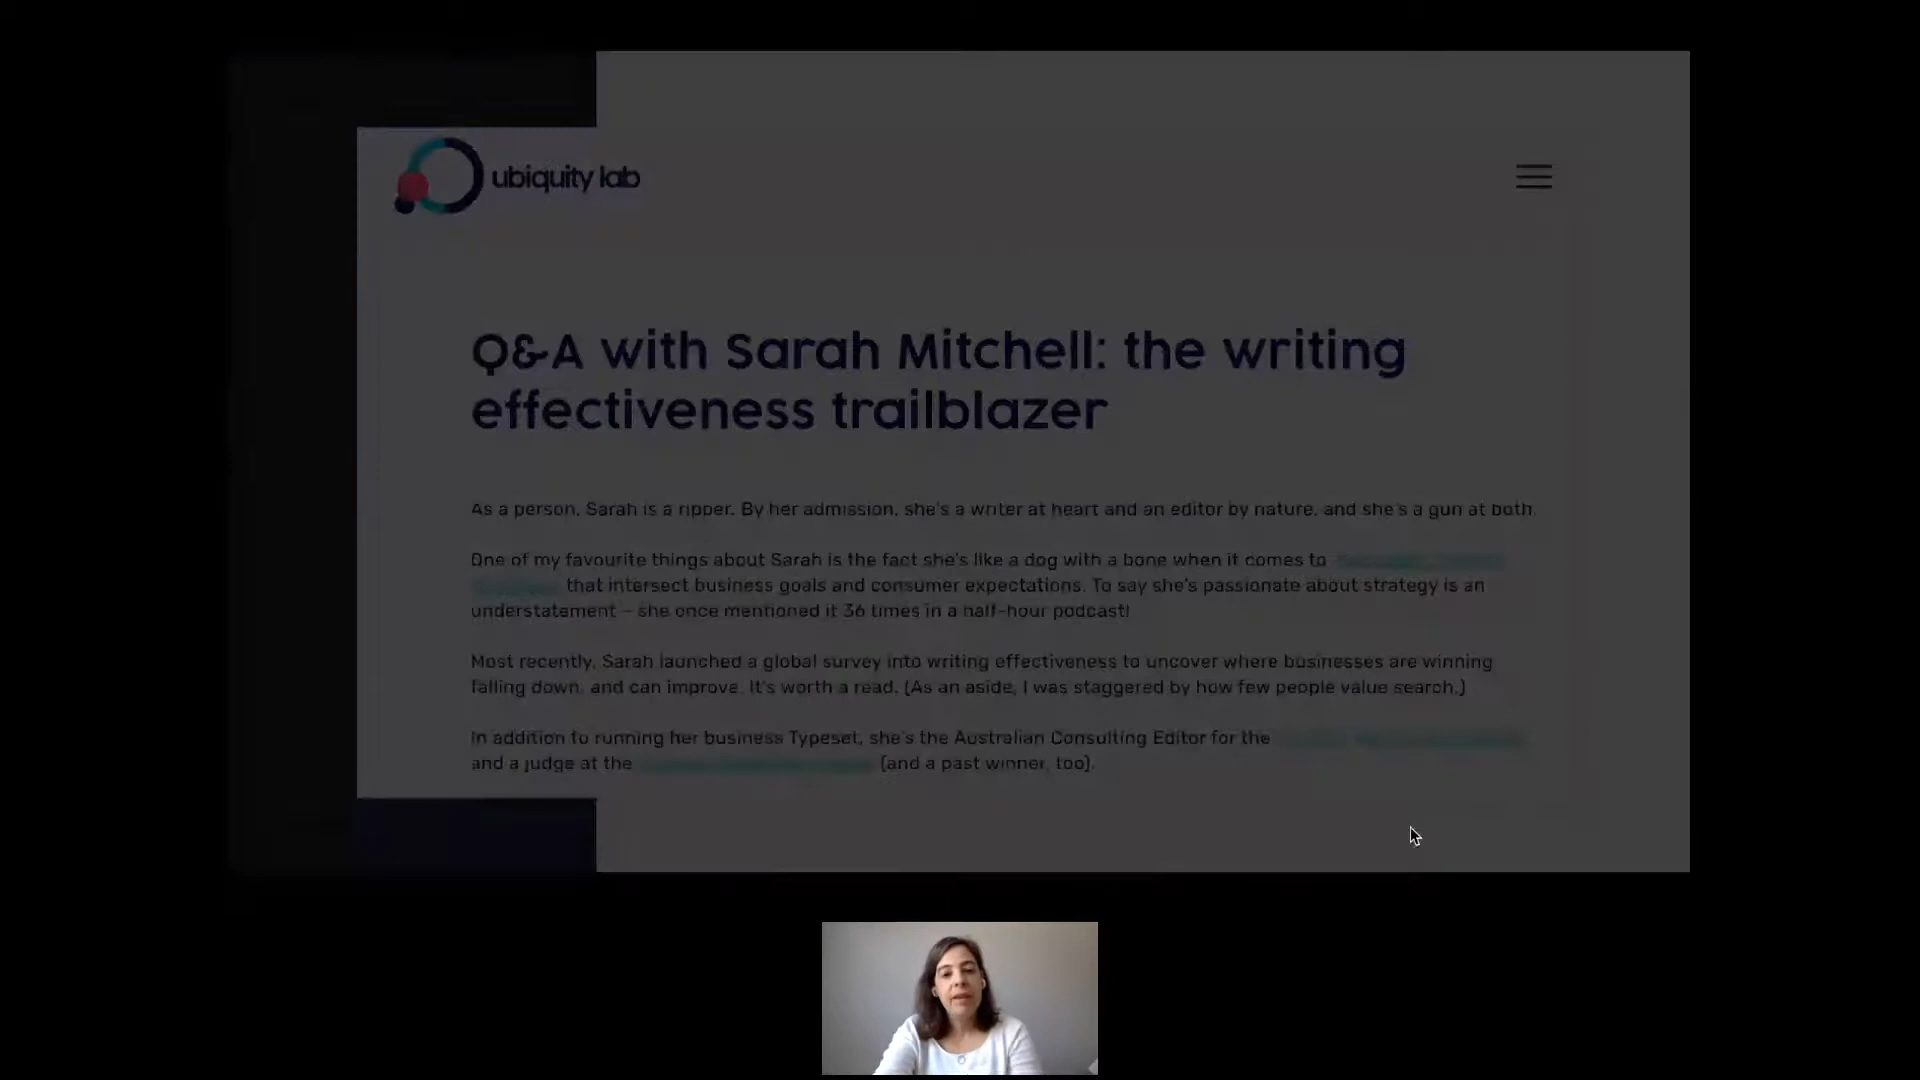 ubiquity lab
Q&A with Sarah Mitchell: the writing
effectiveness trailblazer
As a person, Sarah is a ripper. By her admission, she's a writer at heart and an editor by nature, and she's a gun at both.
One of my favourite things about Sarah is the fact she's like a dog with a bone when it comes to
that intersect business goals and consumer expectations. To say she's passionate about strategy is an
understatement – she once mentioned it 36 times in a half-hour podcast!
Most recently, Sarah launched a global survey into writing effectiveness to uncover where businesses are winning
falling down, and can improve. It's worth a read. (As an aside, I was staggered by how few people value search.)
In addition to running her business Typeset, she's the Australian Consulting Editor for the
and a judge at the (and a past winner, too).